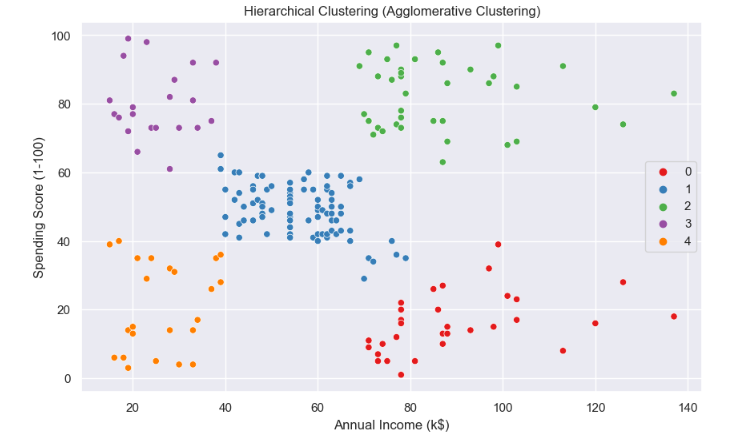 Hierarchical Clustering (Agglomerative Clustering)
100
80
60
40
20
0
Spending Score (1-100)
0
1
2
3
4
20 40 60 80 100 120 140
Annual Income (k$)